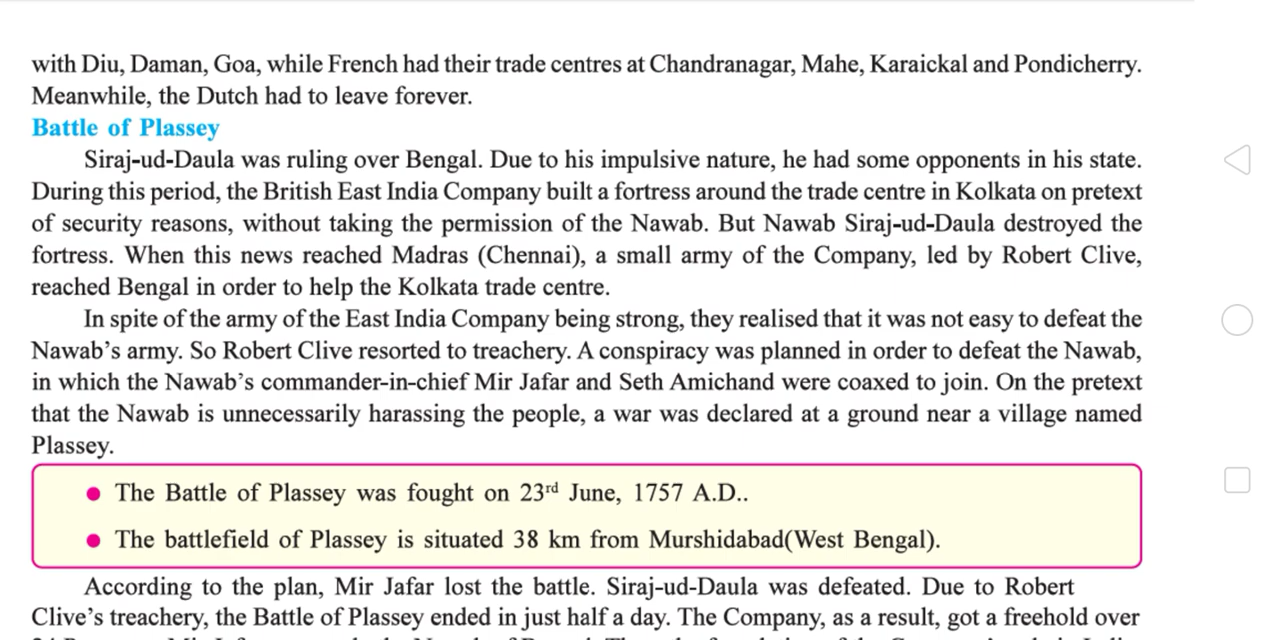 with Diu, Daman, Goa, while French had their trade centres at Chandranagar, Mahe, Karaickal and Pondicherry.
Meanwhile, the Dutch had to leave forever.
Battle of Plassey
Siraj-ud-Daula was ruling over Bengal. Due to his impulsive nature, he had some opponents in his state.
During this period, the British East India Company built a fortress around the trade centre in Kolkata on pretext
of security reasons, without taking the permission of the Nawab. But Nawab Siraj-ud-Daula destroyed the
fortress. When this news reached Madras (Chennai), a small army of the Company, led by Robert Clive,
reached Bengal in order to help the Kolkata trade centre.
In spite of the army of the East India Company being strong, they realised that it was not easy to defeat the
Nawab’s army. So Robert Clive resorted to treachery. A conspiracy was planned in order to defeat the Nawab,
in which the Nawab’s commander-in-chief Mir Jafar and Seth Amichand were coaxed to join. On the pretext
that the Nawab is unnecessarily harassing the people, a war was declared at a ground near a village named
Plassey.
● The Battle of Plassey was fought on 23rd June, 1757 A.D..
● The battlefield of Plassey is situated 38 km from Murshidabad(West Bengal).
According to the plan, Mir Jafar lost the battle. Siraj-ud-Daula was defeated. Due to Robert
Clive’s treachery, the Battle of Plassey ended in just half a day. The Company, as a result, got a freehold over